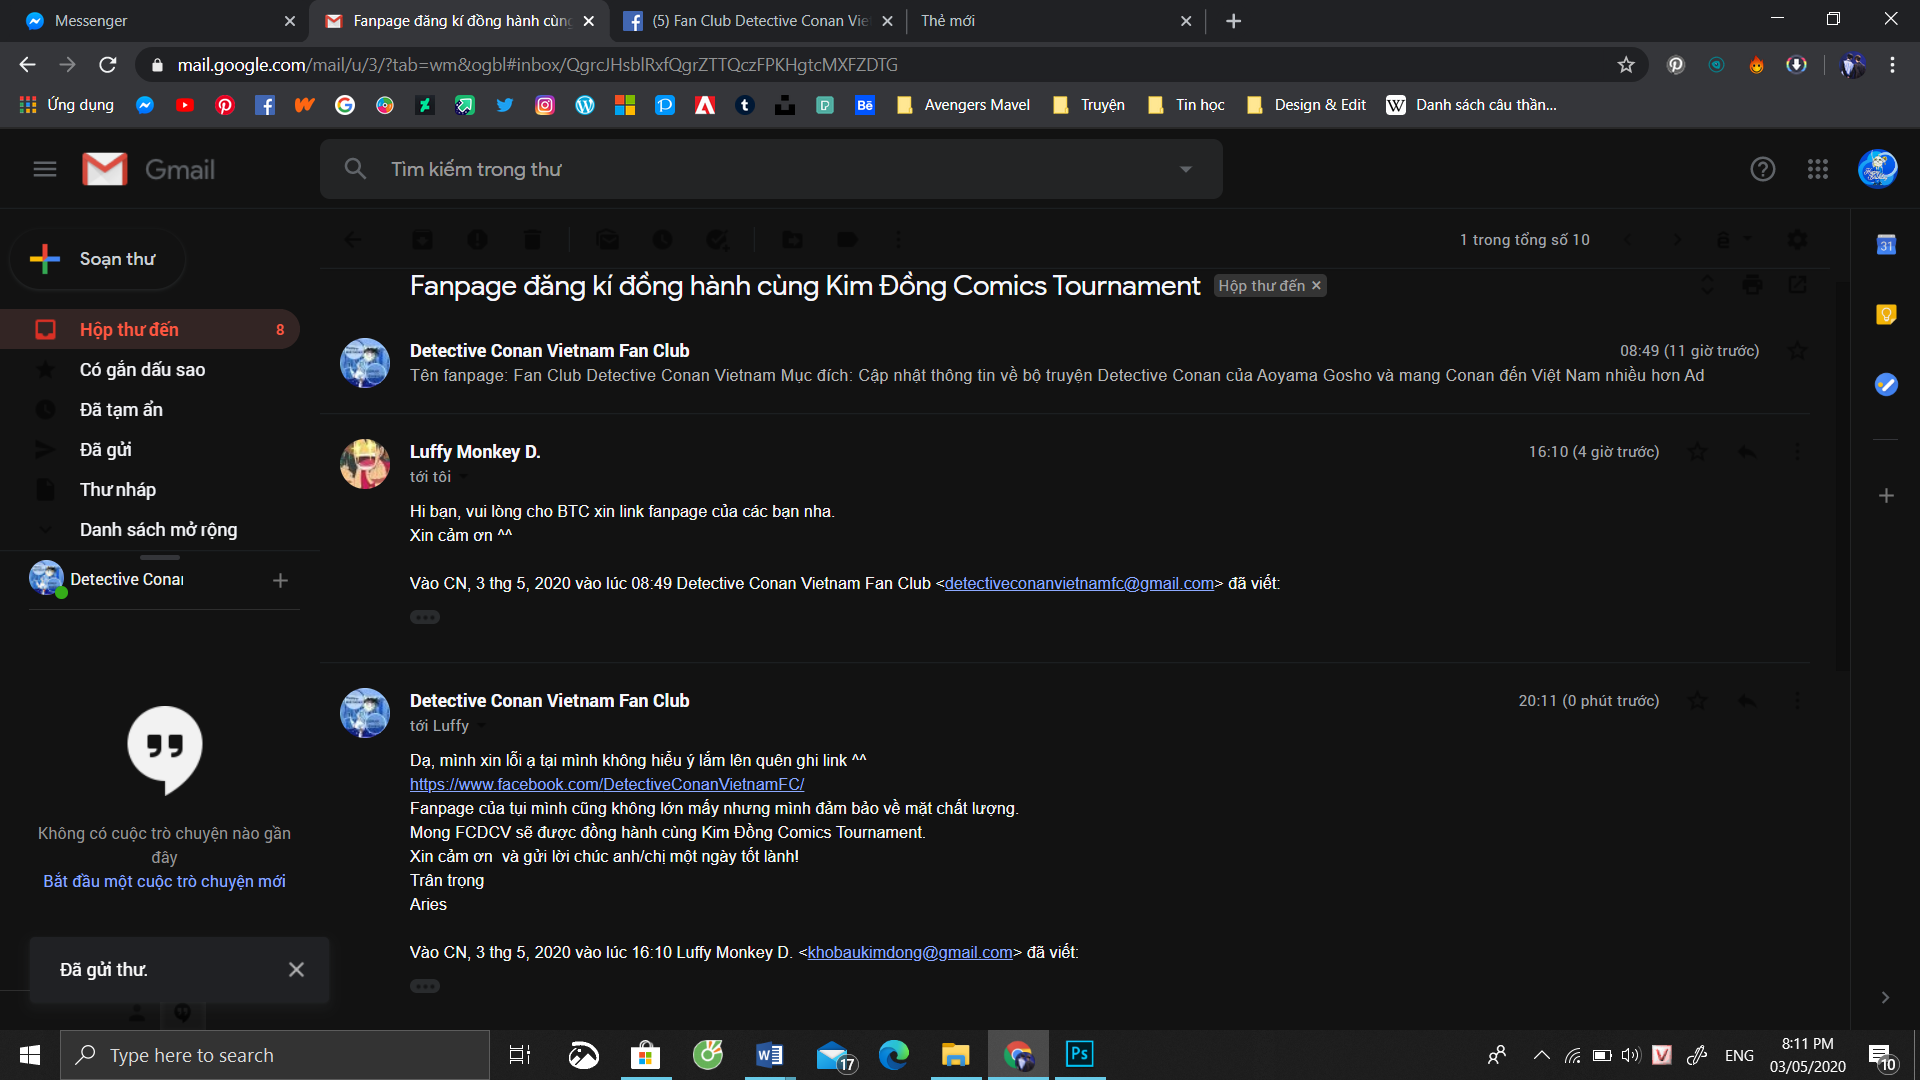 Messenger
Fanpage đăng kí đồng hành cùng
(5) Fan Club Detective Conan Vie
Thẻ mới
mail.google.com/mail/u/3/?tab=wm&ogbl#inbox/QgrcJHsblRxfQgrZTTQczFPKHgtcMXFZDTG
Ứng dụng
Bē
Avengers Mavel
Truyện
Tin học
Design & Edit
W
Danh sách câu thần...
Gmail
Tìm kiếm trong thư
Soạn thư
1 trong tổng số 10
31
Fanpage đăng kí đồng hành cùng Kim Đồng Comics Tournament
Hộp thư đến ×
Hộp thư đến 8
Có gắn dấu sao
Đã tạm ẩn
Đã gửi
Thư nháp
Danh sách mở rộng
Detective Conan
Detective Conan Vietnam Fan Club
08:49 (11 giờ trước)
Tên fanpage: Fan Club Detective Conan Vietnam Mục đích: Cập nhật thông tin về bộ truyện Detective Conan của Aoyama Gosho và mang Conan đến Việt Nam nhiều hơn Ad
Luffy Monkey D.
16:10 (4 giờ trước)
tới tôi
Hi bạn, vui lòng cho BTC xin link fanpage của các bạn nha.
Xin cảm ơn ^^
Vào CN, 3 thg 5, 2020 vào lúc 08:49 Detective Conan Vietnam Fan Club <detectiveconanvietnamfc@gmail.com> đã viết:
Detective Conan Vietnam Fan Club
20:11 (0 phút trước)
tới Luffy
Dạ, mình xin lỗi ạ tại mình không hiểu ý lắm lên quên ghi link ^^
https://www.facebook.com/DetectiveConanVietnamFC/
Fanpage của tụi mình cũng không lớn mấy nhưng mình đảm bảo về mặt chất lượng.
Mong FCDCV sẽ được đồng hành cùng Kim Đồng Comics Tournament.
Xin cảm ơn  và gửi lời chúc anh/chị một ngày tốt lành!
Trân trọng
Aries
Vào CN, 3 thg 5, 2020 vào lúc 16:10 Luffy Monkey D. <khobaukimdong@gmail.com> đã viết:
Không có cuộc trò chuyện nào gần
đây
Bắt đầu một cuộc trò chuyện mới
Đã gửi thư.
Type here to search
17
Ps
V
ENG
8:11 PM
03/05/2020
10